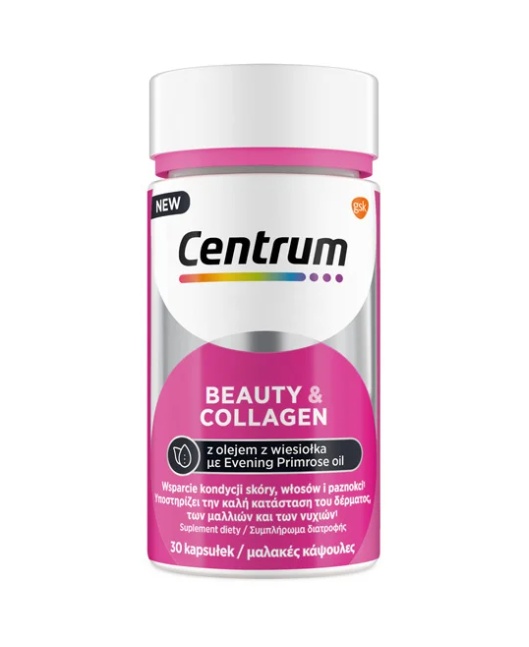 NEW
gsk
Centrum
BEAUTY &
COLLAGEN
z olejem z wiesiołka
με Evening Primrose oil
Wsparcie kondycji skóry, włosów i paznokci¹
Υποστηρίζει την καλή κατάσταση του δέρματος,
των μαλλιών και των νυχιών¹
Suplement diety / Συμπλήρωμα διατροφής
30 kapsułek / μαλακές κάψουλες